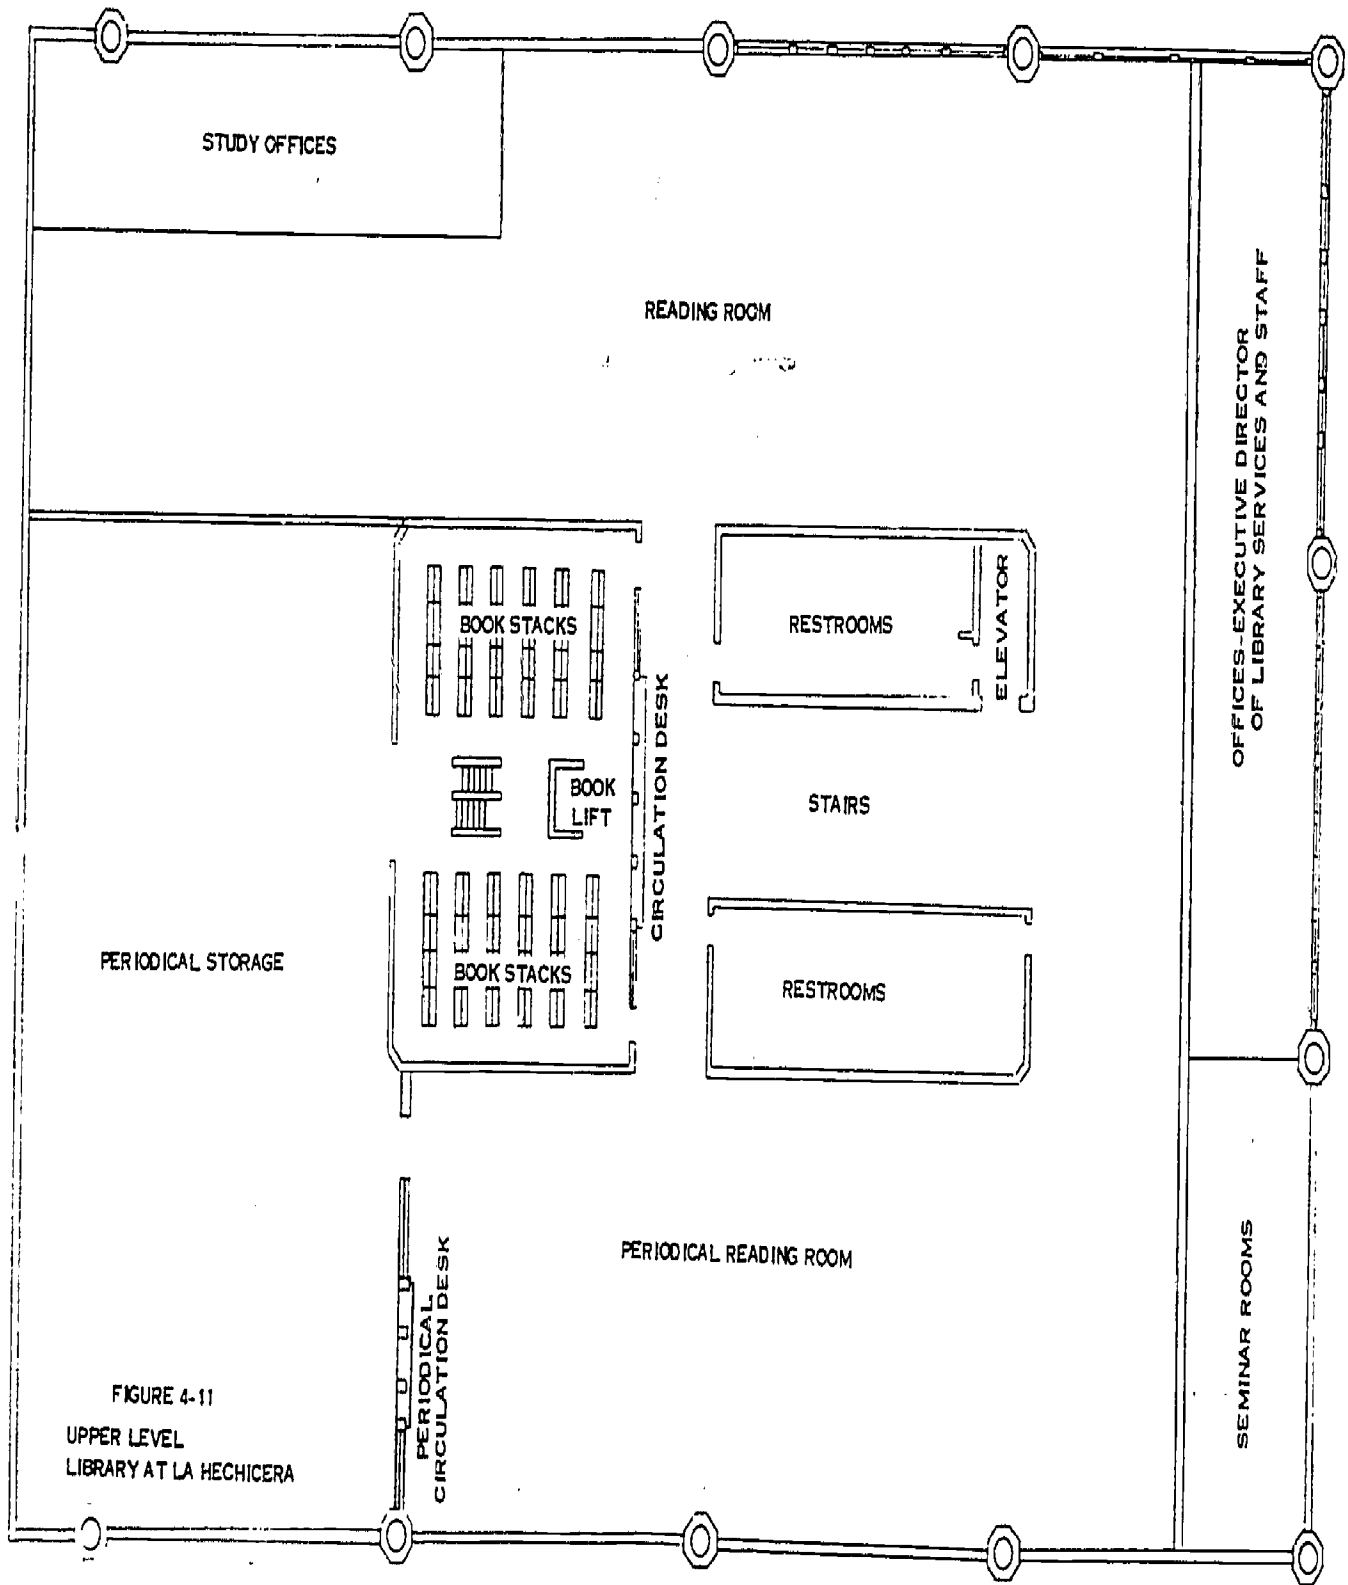 STUDY OFFICES
READING ROOM
OFFICES-EXECUTIVE DIRECTOR
OF LIBRARY SERVICES AND STAFF
BOOK STACKS
RESTROOMS
ELEVATOR
CIRCULATION DESK
BOOK
LIFT
STAIRS
PERIODICAL STORAGE
BOOK STACKS
RESTROOMS
PERIODICAL
CIRCULATION DESK
PERIODICAL READING ROOM
SEMINAR ROOMS
FIGURE 4-11
UPPER LEVEL
LIBRARY AT LA HECHICERA